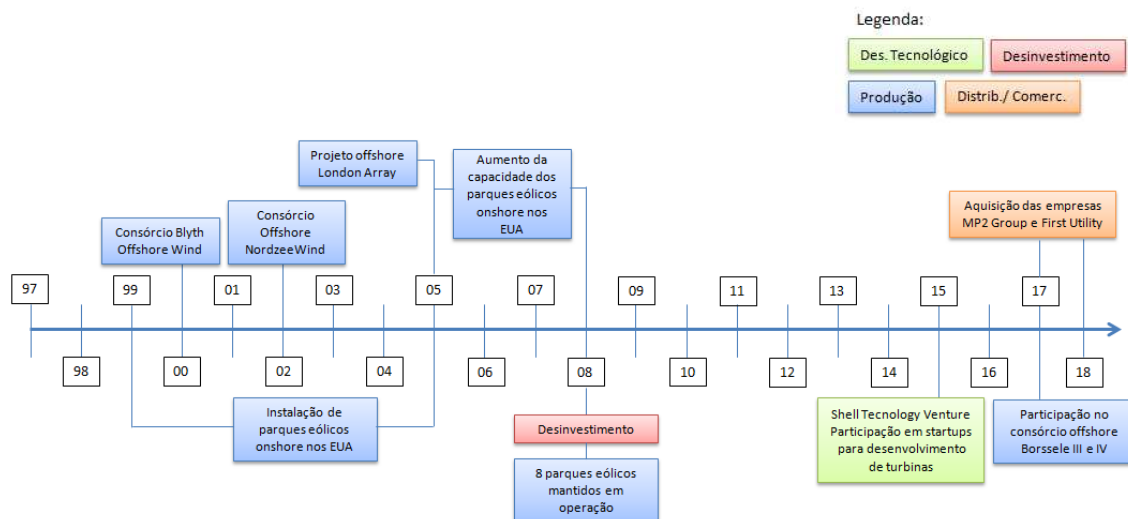 Legenda:
Des. Tecnológico
Desinvestimento
Produção
Distrib./ Comerc.
Projeto offshore
London Array
Aumento da
capacidade dos
parques eólicos
onshore nos
EUA
Aquisição das empresas
MP2 Group e First Utility
Consórcio Blyth
Offshore Wind
Consórcio
Offshore
NordzeeWind
97
99
01
03
05
07
09
11
13
15
17
98
00
02
04
06
08
10
12
14
16
18
Instalação de
parques eólicos
onshore nos EUA
Desinvestimento
8 parques eólicos
mantidos em
operação
Shell Tecnology Venture
Participação em startups
para desenvolvimento
de turbinas
Participação no
consórcio offshore
Borssele III e IV